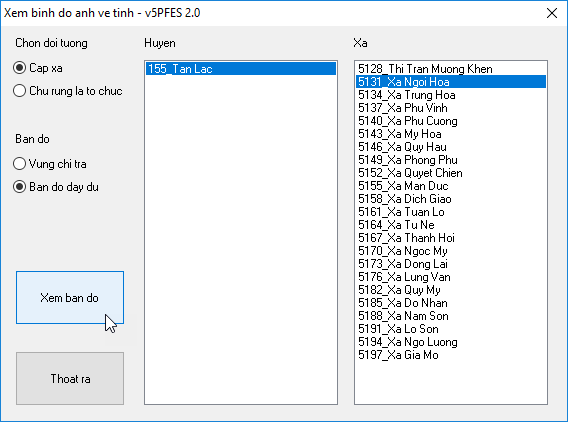 Xem binh do anh ve tinh - v5PFES 2.0
Chon doi tuong
Cap xa
Chu rung la to chuc
Ban do
Vung chi tra
Ban do day du
Xem ban do
Thoat ra
Huyen
155_Tan Lac
Xa
5128_Thi Tran Muong Khen
5131_Xa Ngoi Hoa
5134_Xa Trung Hoa
5137_Xa Phu Vinh
5140_Xa Phu Cuong
5143_Xa My Hoa
5146_Xa Quy Hau
5149_Xa Phong Phu
5152_Xa Quyet Chien
5155_Xa Man Duc
5158_Xa Dich Giao
5161_Xa Tuan Lo
5164_Xa Tu Ne
5167_Xa Thanh Hoi
5170_Xa Ngoc My
5173_Xa Dong Lai
5176_Xa Lung Van
5182_Xa Quy My
5185_Xa Do Nhan
5188_Xa Nam Son
5191_Xa Lo Son
5194_Xa Ngo Luong
5197_Xa Gia Mo